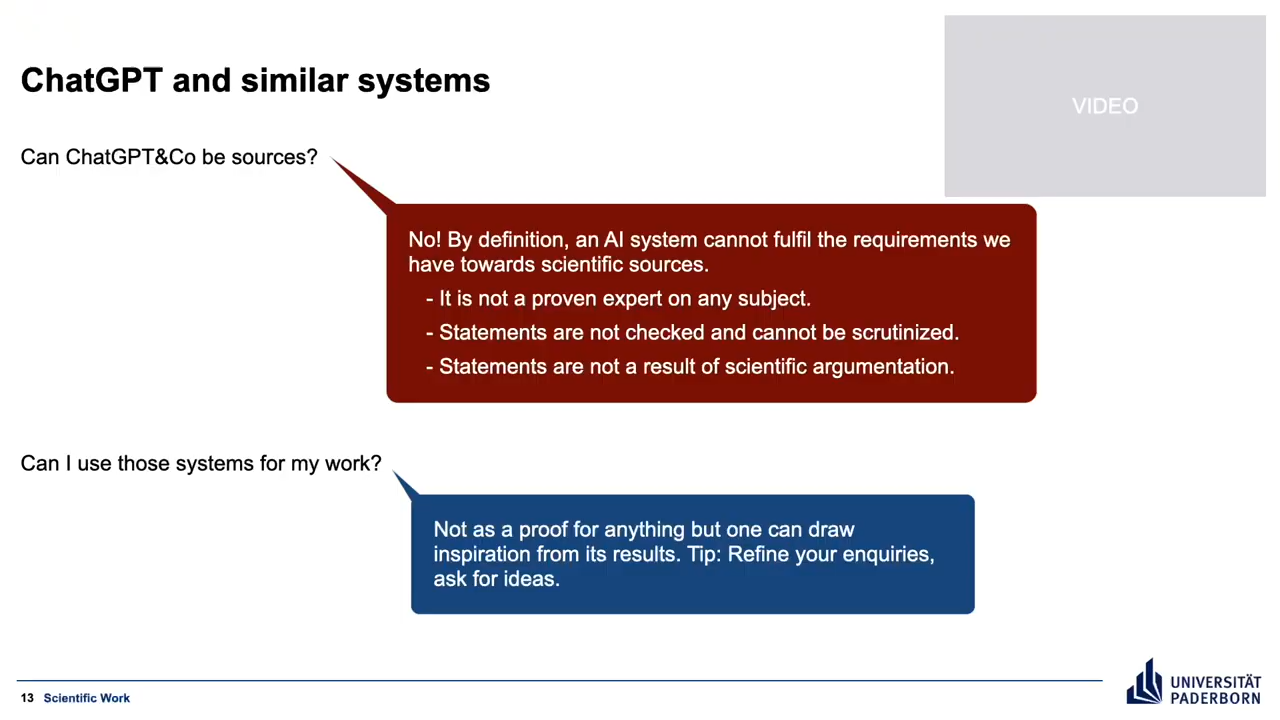 ChatGPT and similar systems
VIDEO
Can ChatGPT&Co be sources?
No! By definition, an AI system cannot fulfil the requirements we
have towards scientific sources.
- It is not a proven expert on any subject.
- Statements are not checked and cannot be scrutinized.
- Statements are not a result of scientific argumentation.
Can I use those systems for my work?
Not as a proof for anything but one can draw
inspiration from its results. Tip: Refine your enquiries,
ask for ideas.
13 Scientific Work
UNIVERSITÄT
PADERBORN